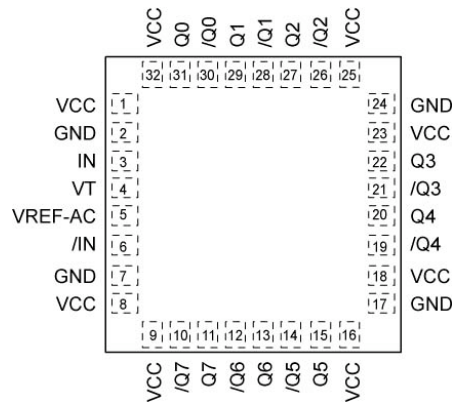 VCC Q0 /Q0 Q1 /Q1 Q2 /Q2 VCC
32 31 30 29 28 27 26 25
VCC 1 24 GND
GND 2 23 VCC
IN 3 22 Q3
VT 4 21 /Q3
VREF-AC 5 20 Q4
/IN 6 19 /Q4
GND 7 18 VCC
VCC 8 17 GND
9 10 11 12 13 14 15 16
VCC /Q7 Q7 /Q6 Q6 /Q5 Q5 VCC